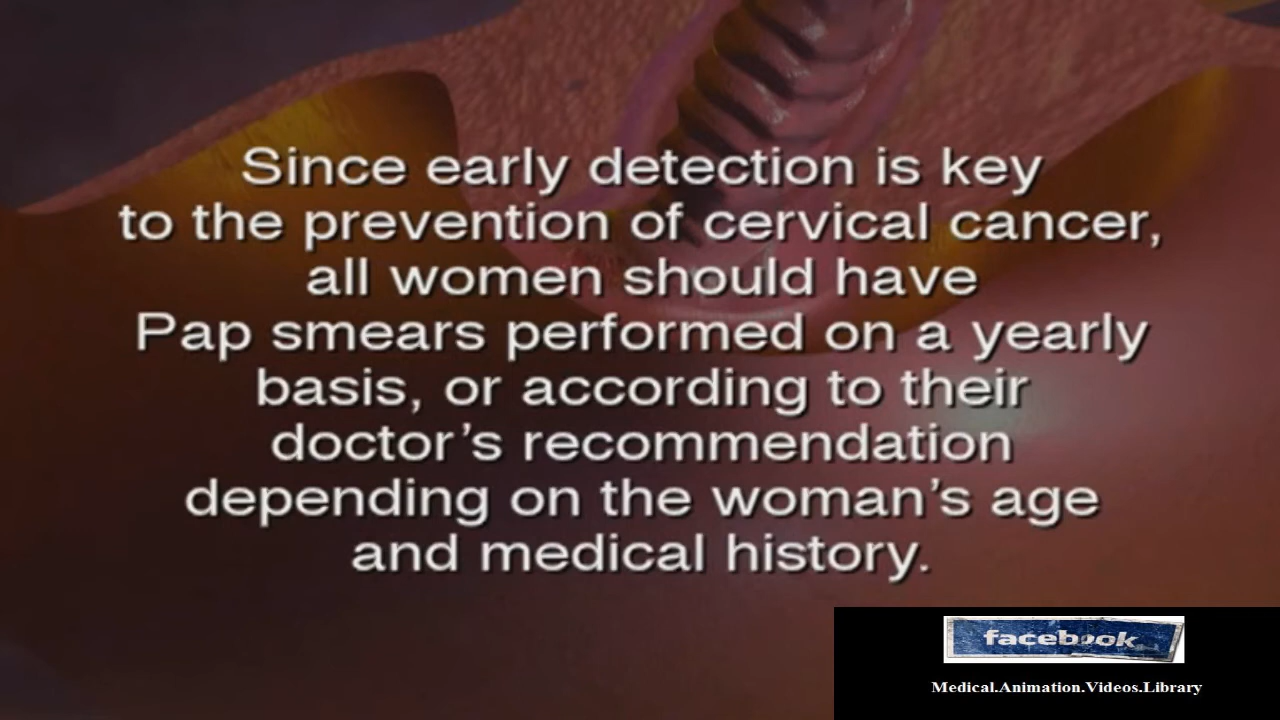 Since early detection is key
to the prevention of cervical cancer,
all women should have
Pap smears performed on a yearly
basis, or according to their
doctor’s recommendation
depending on the woman’s age
and medical history.
facebook
Medical.Animation.Videos.Library